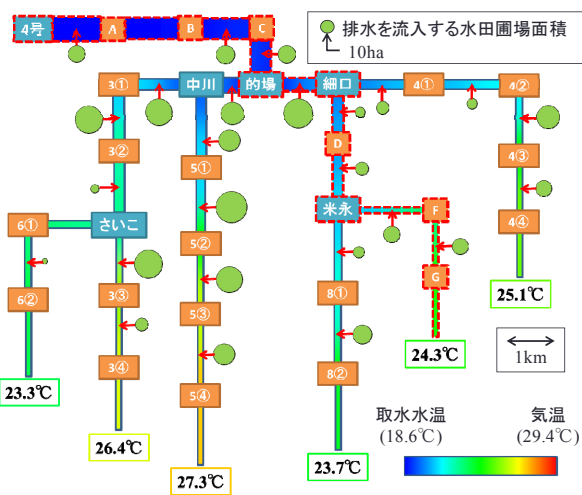 4号
A
B
C
排水を流入する水田圃場面積
10ha
3①
中川
的場
細口
4①
4②
3②
5①
D
4③
6①
さいこ
5②
米永
F
4④
6②
3③
5③
8①
G
25.1℃
1km
3④
5④
8②
24.3℃
23.3℃
26.4℃
27.3℃
23.7℃
取水水温
(18.6℃)
気温
(29.4℃)